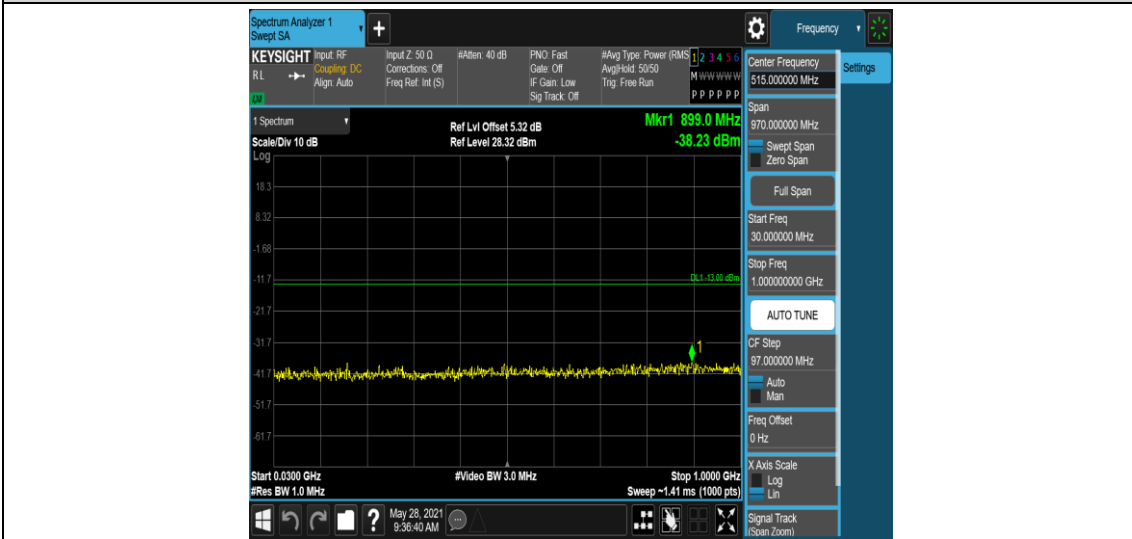 Spectrum Analyzer 1
Swept SA
+
Frequency
KEYSIGHT
RL
Input: RF
Coupling: DC
Align: Auto
Input Z: 50 Ω
Corrections: Off
Freq Ref: Int (S)
#Atten: 40 dB
PNO: Fast
Gate: Off
IF Gain: Low
Sig Track: Off
#Avg Type: Power (RMS
Avg|Hold: 50/50
Trig: Free Run
1 2 3 4 5 6
M W W W W W
P P P P P P
1 Spectrum
Scale/Div 10 dB
Log
Ref Lvl Offset 5.32 dB
Ref Level 28.32 dBm
Mkr1 899.0 MHz
-38.23 dBm
18.3
8.32
-1.68
-11.7
-21.7
-31.7
-41.7
-51.7
-61.7
DL1 -13.00 dBm
1
Start 0.0300 GHz
#Res BW 1.0 MHz
#Video BW 3.0 MHz
Stop 1.0000 GHz
Sweep ~1.41 ms (1000 pts)
?
May 28, 2021
9:36:40 AM
Center Frequency
515.000000 MHz
Settings
Span
970.000000 MHz
Swept Span
Zero Span
Full Span
Start Freq
30.000000 MHz
Stop Freq
1.000000000 GHz
AUTO TUNE
CF Step
97.000000 MHz
Auto
Man
Freq Offset
0 Hz
X Axis Scale
Log
Lin
Signal Track
(Span Zoom)